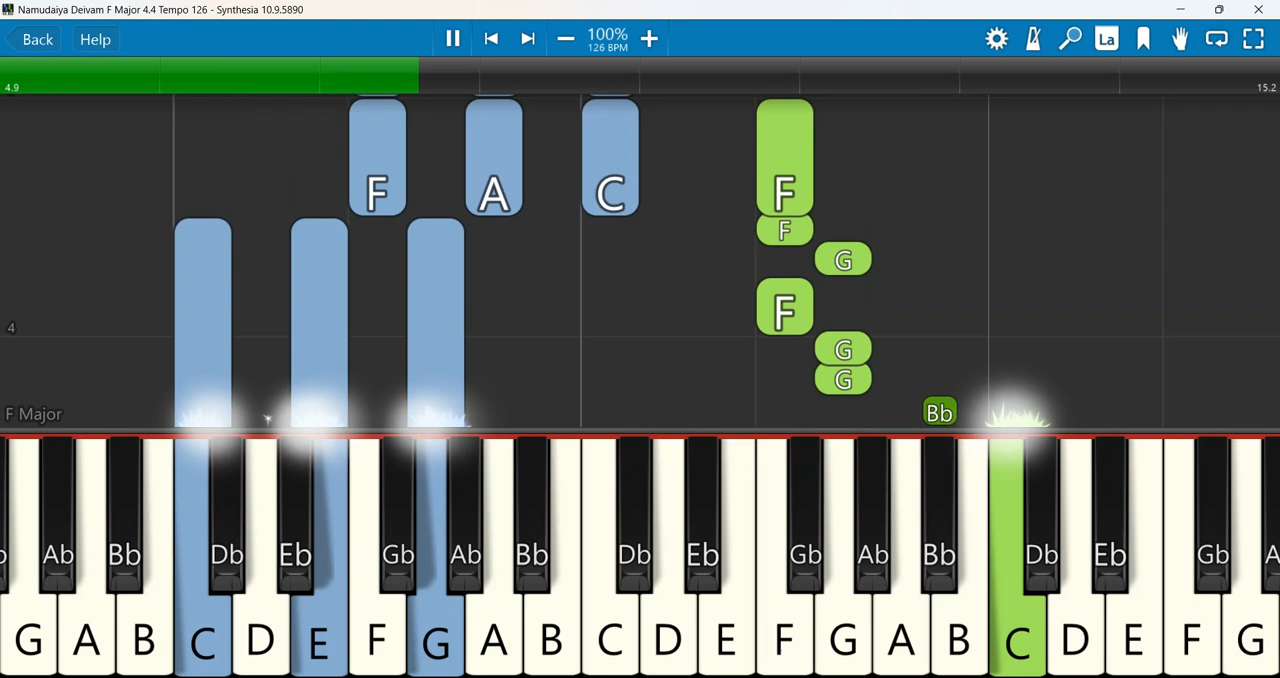 Namudaiya Deivam F Major 4.4 Tempo 126 - Synthesia 10.9.5890
Back Help 100% La
126 BPM
4.9 15.2
F A C F
F
G
F
4
G
G
F Major Bb
Ab Bb Db Eb Gb Ab Bb Db Eb Gb Ab Bb Db Eb Gb A
G A B C D E F G A B C D E F G A B C D E F G